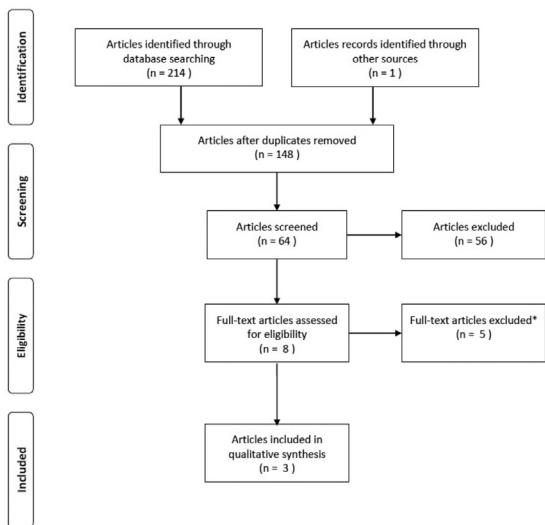 Identification
Articles identified through
database searching
(n = 214 )
Articles records identified through
other sources
(n = 1 )
Articles after duplicates removed
(n = 148 )
Screening
Articles screened
(n = 64 )
Articles excluded
(n = 56 )
Eligibility
Full-text articles assessed
for eligibility
(n = 8 )
Full-text articles excluded*
(n = 5 )
Included
Articles included in
qualitative synthesis
(n = 3 )